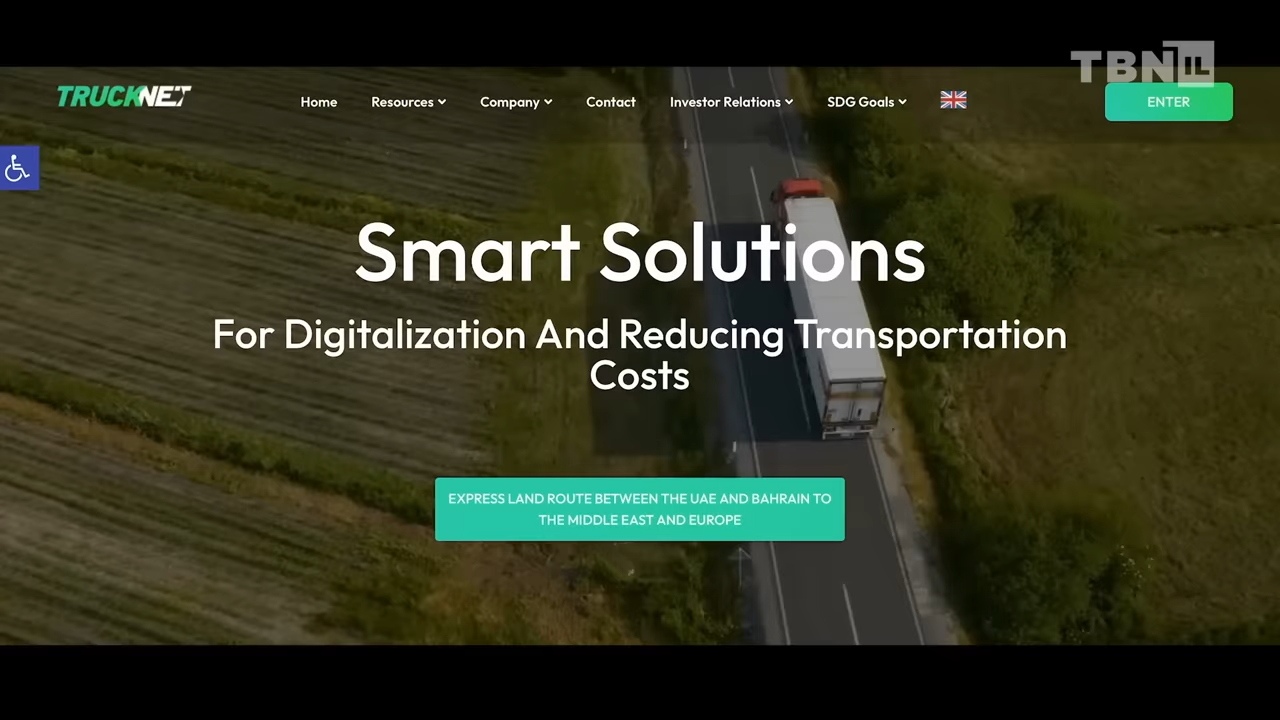 TBN IL
TRUCKNET
Home Resources Company Contact Investor Relations SDG Goals ENTER
Smart Solutions
For Digitalization And Reducing Transportation
Costs
EXPRESS LAND ROUTE BETWEEN THE UAE AND BAHRAIN TO
THE MIDDLE EAST AND EUROPE